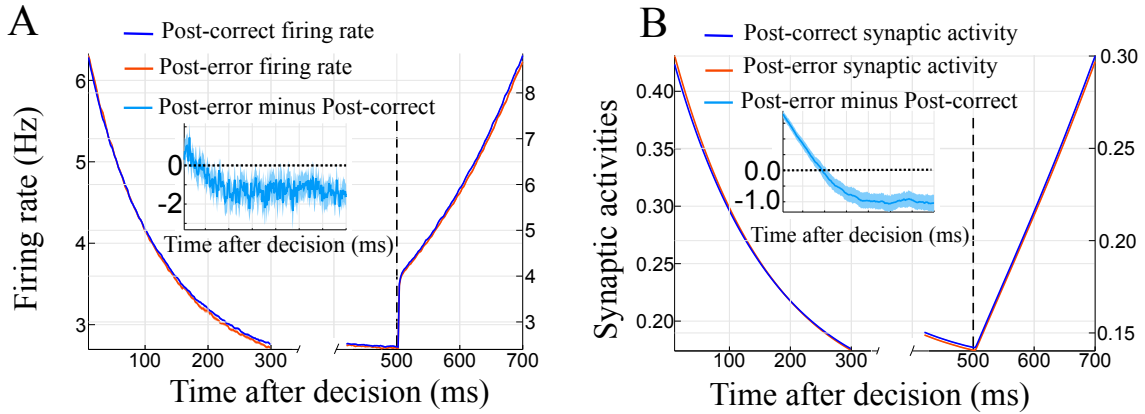 A
Post-correct firing rate
Post-error firing rate
Post-error minus Post-correct
Firing rate (Hz)
6
5
4
3
8
7
6
5
4
3
0
-2
Time after decision (ms)
100 200 300 500 600 700
Time after decision (ms)
B
Post-correct synaptic activity
Post-error synaptic activity
Post-error minus Post-correct
Synaptic activities
0.40
0.35
0.30
0.25
0.20
0.30
0.25
0.20
0.14
0.0
-1.0
Time after decision (ms)
100 200 300 500 600 700
Time after decision (ms)